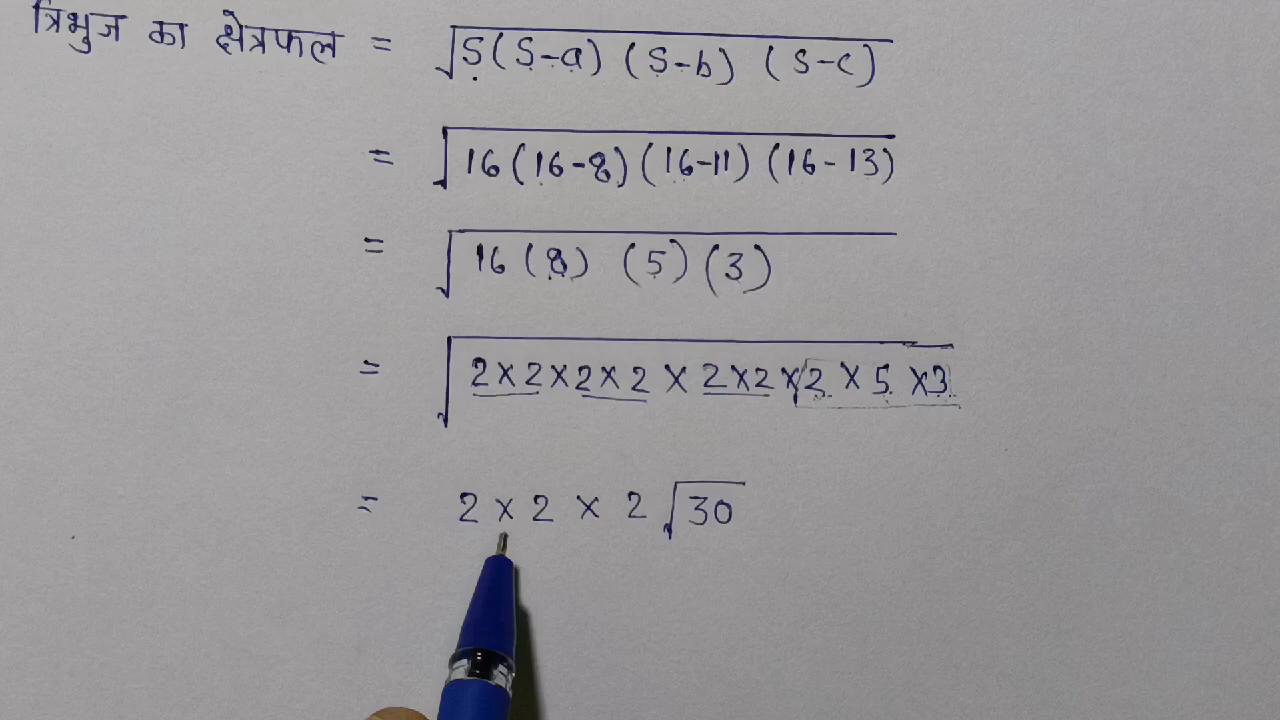 त्रिभुज का क्षेत्रफल = √S(S-a) (S-b) (S-c)
= √16(16-8)(16-11)(16-13)
= √16(8) (5)(3)
= √2×2×2×2×2×2×2×5×3
= 2×2×2√30